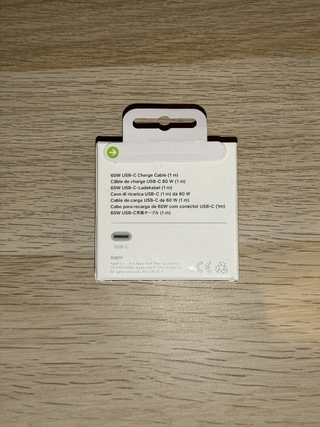 60W USB-C Charge Cable (1 m)
Câble de charge USB-C 60 W (1 m)
60W USB-C-Ladekabel (1 m)
Cavo di ricarica USB-C (1 m) da 60 W
Cable de carga USB-C de 60 W (1 m)
Cabo para recarga de 60W com conector USB-C (1m)
60W USB-C充電ケーブル (1 m)
USB-C
Apple